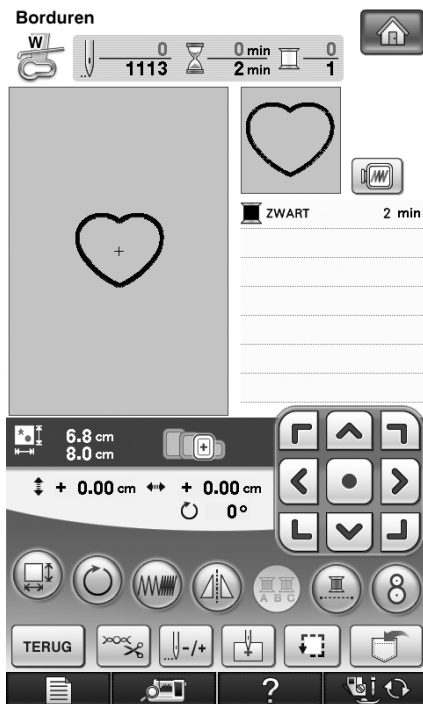 Borduren
W
0 0 min 0
1113 2 min 1
ZWART 2 min
6.8 cm
8.0 cm
+ 0.00 cm + 0.00 cm
0°
A B C
8
TERUG
-/+
? i